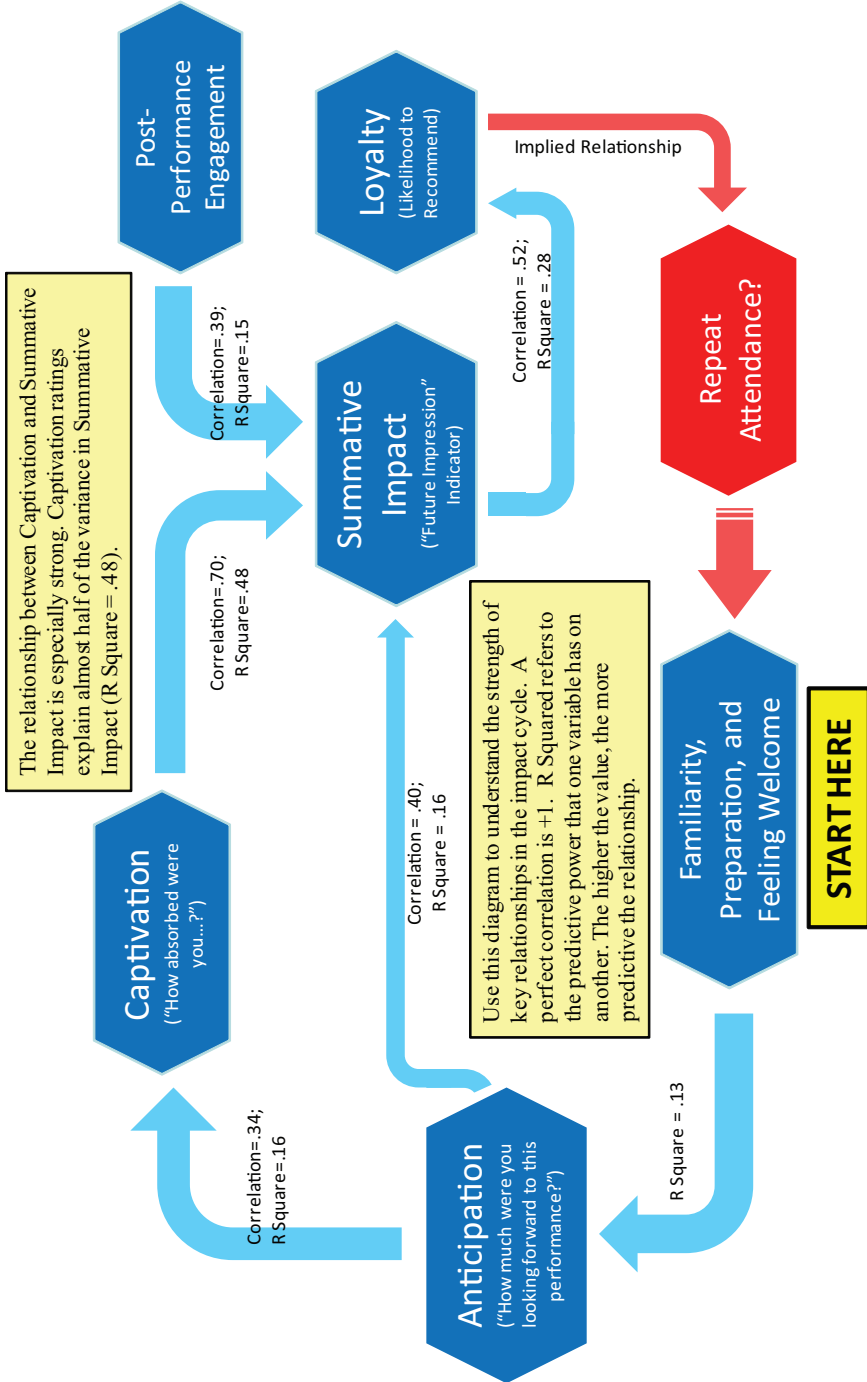 Post-
Performance
Engagement
The relationship between Captivation and Summative
Impact is especially strong. Captivation ratings
explain almost half of the variance in Summative
Impact (R Square = .48).
Captivation
("How absorbed were
you...?")
Correlation=.34;
R Square=.16
Correlation=.70;
R Square=.48
Correlation=.39;
R Square=.15
Anticipation
("How much were you
looking forward to this
performance?")
Correlation = .40;
R Square = .16
Summative
Impact
("Future Impression"
Indicator)
Loyalty
(Likelihood to
Recommend)
Correlation = .52;
R Square = .28
Use this diagram to understand the strength of
key relationships in the impact cycle. A
perfect correlation is +1. R Squared refers to
the predictive power that one variable has on
another. The higher the value, the more
predictive the relationship.
Implied Relationship
R Square = .13
Familiarity,
Preparation, and
Feeling Welcome
Repeat
Attendance?
START HERE